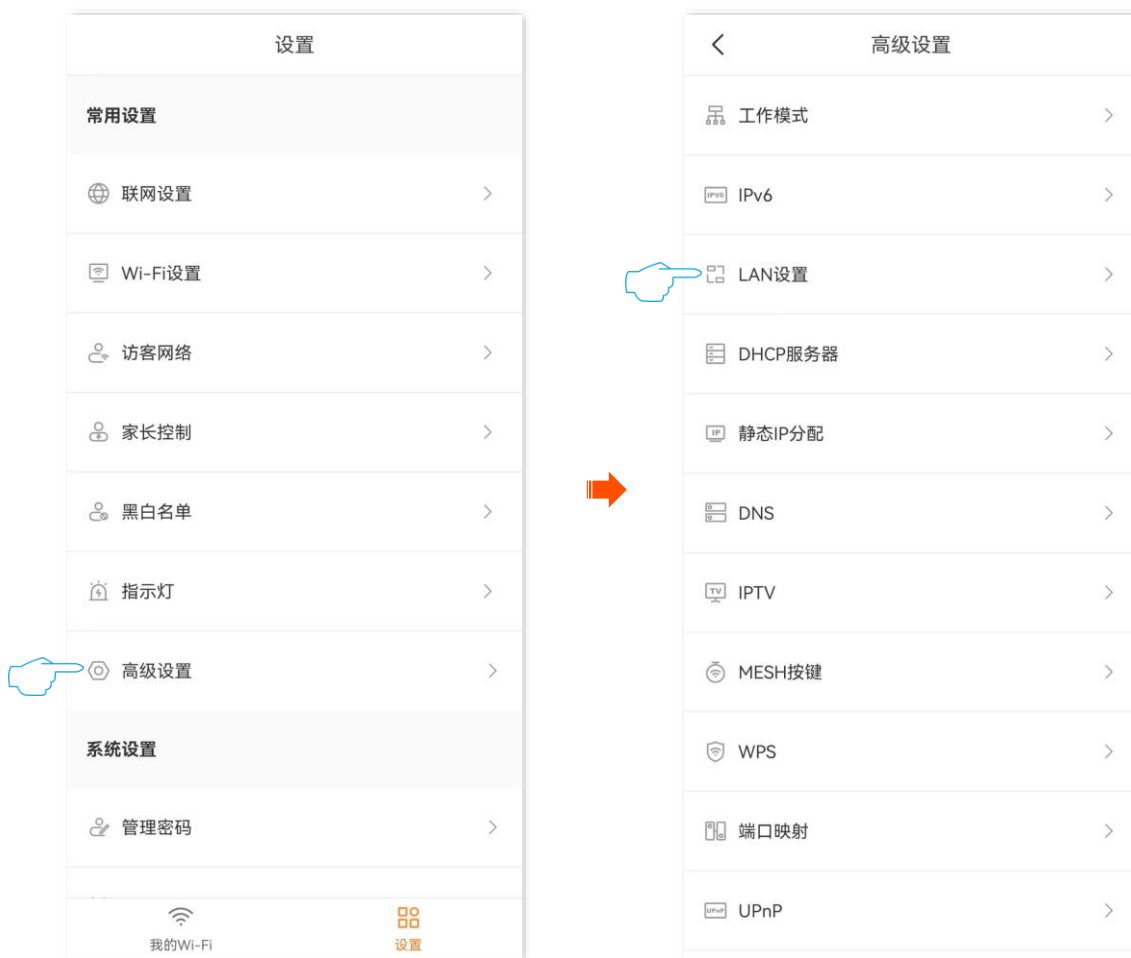 设置
常用设置
联网设置
Wi-Fi设置
访客网络
家长控制
黑白名单
指示灯
高级设置
系统设置
管理密码
我的Wi-Fi
设置
高级设置
工作模式
IPV6 IPv6
LAN设置
DHCP服务器
IP 静态IP分配
DNS
TV IPTV
MESH按键
WPS
端口映射
UPnP UPnP